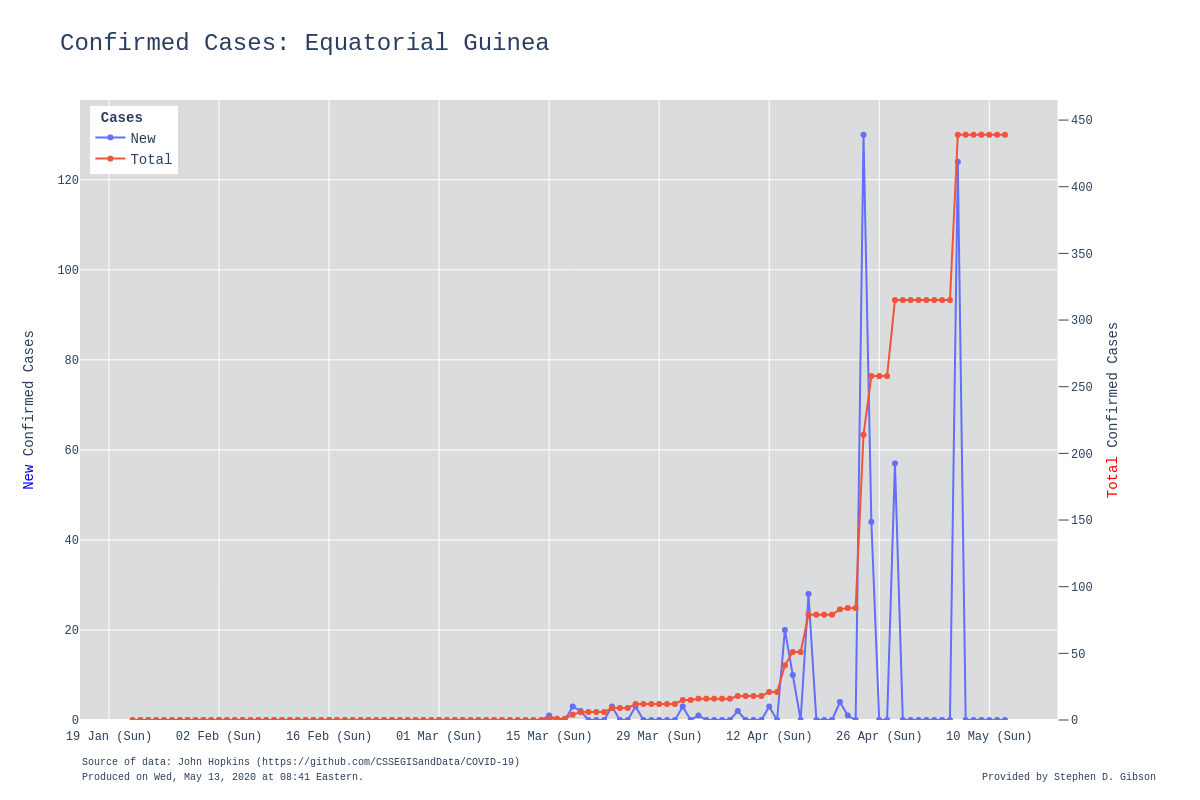 Confirmed Cases: Equatorial Guinea
Cases
New
Total
120
100
80
60
40
20
0
450
400
350
300
250
200
150
100
50
0
New Confirmed Cases
Total Confirmed Cases
19 Jan (Sun) 02 Feb (Sun) 16 Feb (Sun) 01 Mar (Sun) 15 Mar (Sun) 29 Mar (Sun) 12 Apr (Sun) 26 Apr (Sun) 10 May (Sun)
Source of data: John Hopkins (https://github.com/CSSEGISandData/COVID-19)
Produced on Wed, May 13, 2020 at 08:41 Eastern.
Provided by Stephen D. Gibson